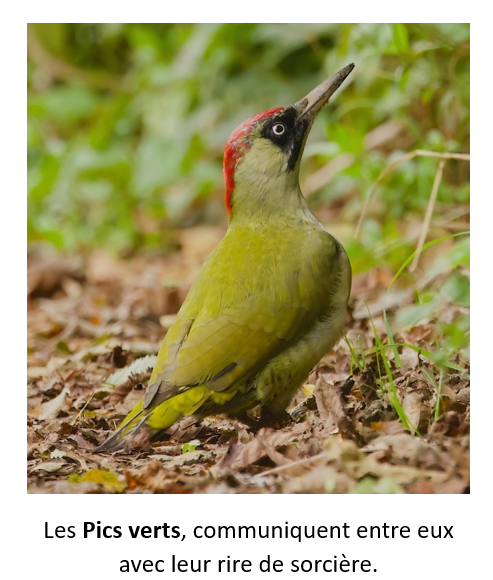 Les Pics verts, communiquent entre eux
avec leur rire de sorcière.